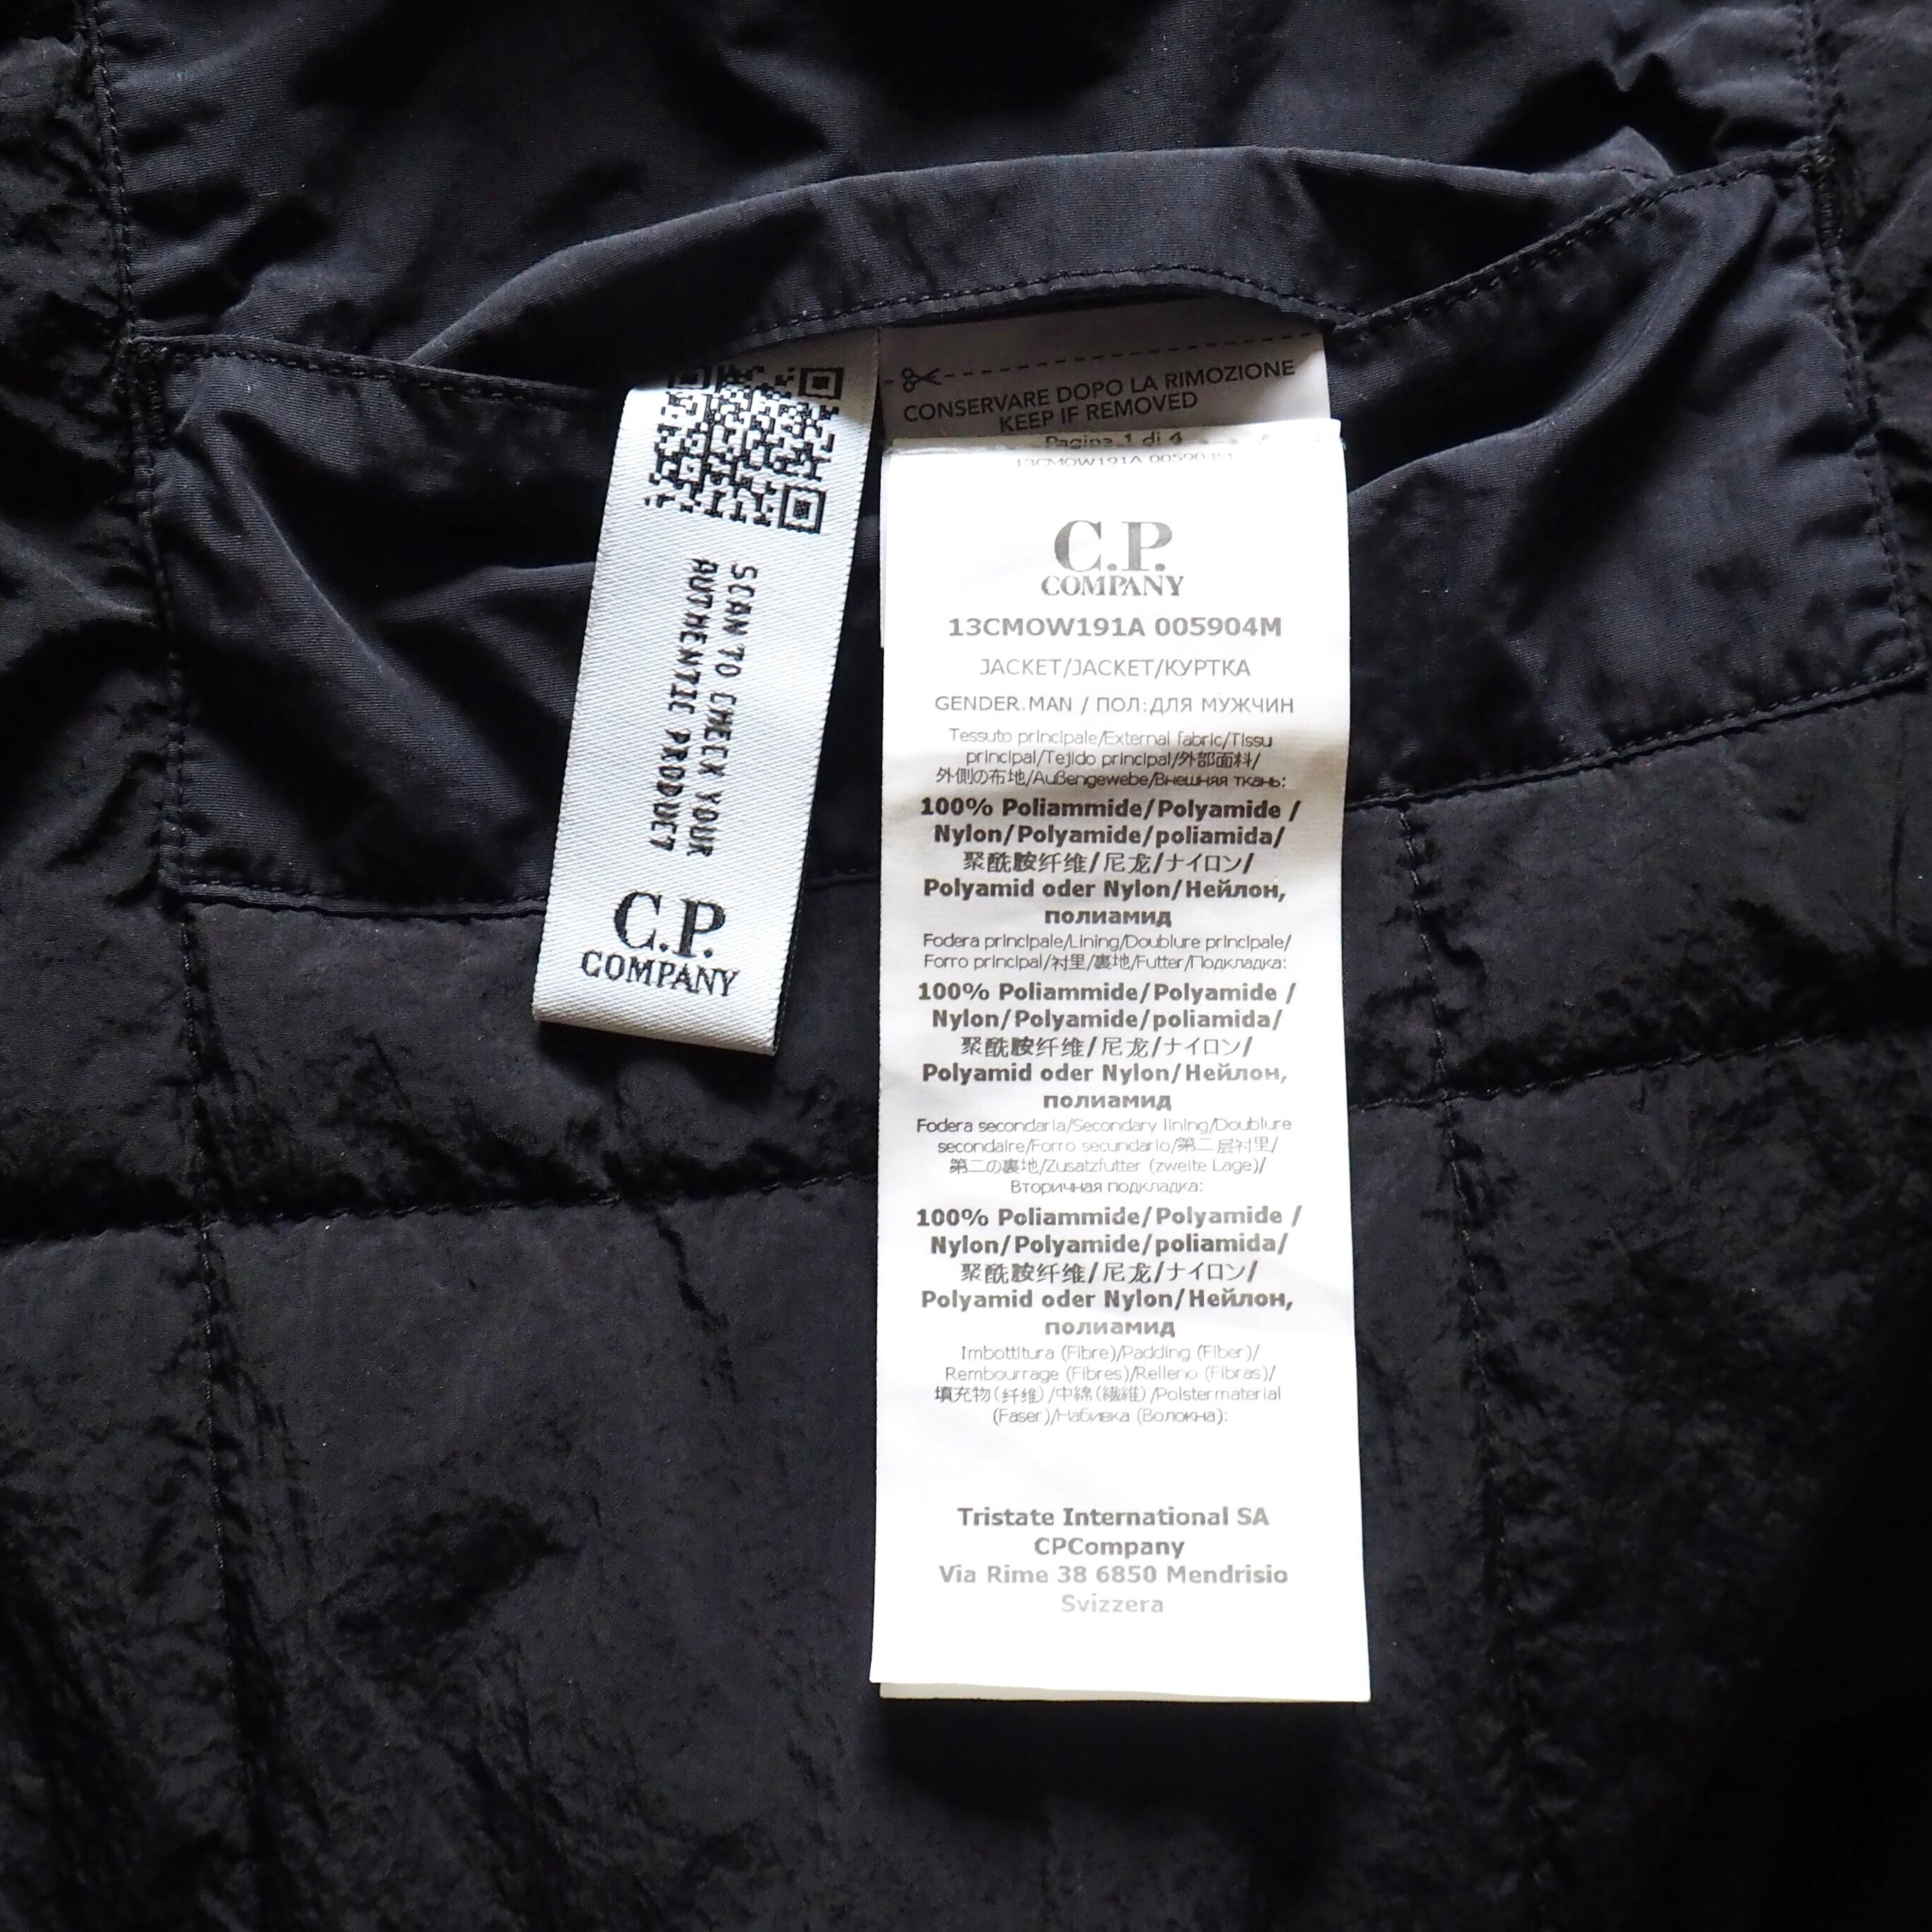 SCAN TO CHECK YOUR
AUTHENTIC PRODUCT
C.P.
COMPANY
CONSERVARE DOPO LA RIMOZIONE
KEEP IF REMOVED
Pagina 1 di 4
13CMOW191A 005904M
C.P.
COMPANY
13CMOW191A 005904M
JACKET/JACKET/КУРТКА
GENDER.MAN / ПОЛ:ДЛЯ МУЖЧИН
Tessuto principale/External fabric/Tissu
principal/Tejido principal/外部面料/
外側の布地/Außengewebe/Внешняя ткань:
100% Poliammide/Polyamide /
Nylon/Polyamide/poliamida/
聚酰胺纤维/尼龙/ナイロン/
Polyamid oder Nylon/Нейлон,
полиамид
Fodera principale/Lining/Doublure principale/
Forro principal/衬里/裏地/Futter/Подкладка:
100% Poliammide/Polyamide /
Nylon/Polyamide/poliamida/
聚酰胺纤维/尼龙/ナイロン/
Polyamid oder Nylon/Нейлон,
полиамид
Fodera secondaria/Secondary lining/Doublure
secondaire/Forro secundario/第二层衬里/
第二の裏地/Zusatzfutter (zweite Lage)/
Вторичная подкладка:
100% Poliammide/Polyamide /
Nylon/Polyamide/poliamida/
聚酰胺纤维/尼龙/ナイロン/
Polyamid oder Nylon/Нейлон,
полиамид
Imbottitura (Fibre)/Padding (Fiber)/
Rembourrage (Fibres)/Relleno (Fibras)/
填充物(纤维)/中綿(繊維)/Polstermaterial
(Faser)/Набивка (Волокна):
Tristate International SA
CPCompany
Via Rime 38 6850 Mendrisio
Svizzera